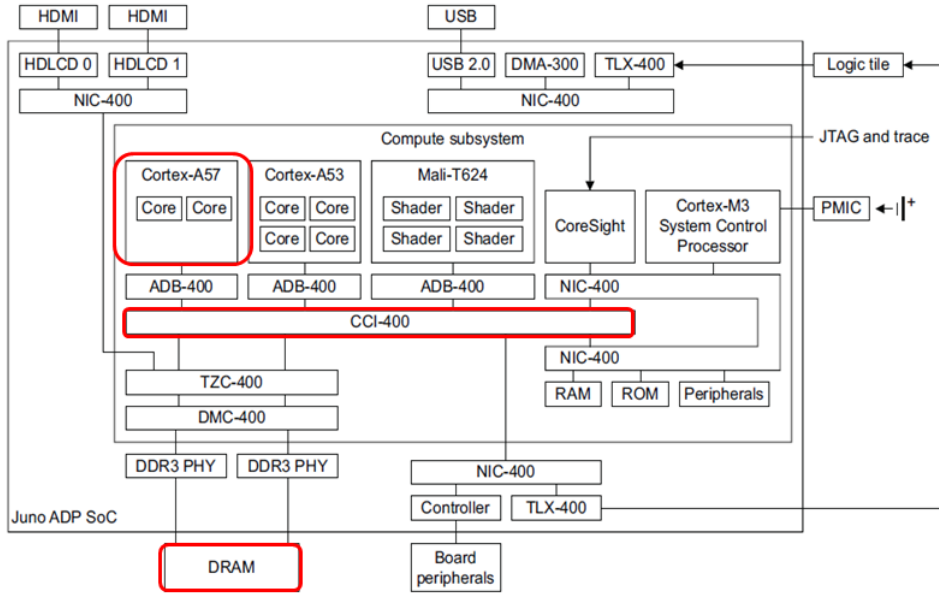 HDMI
HDMI
USB
HDLCD 0
HDLCD 1
USB 2.0
DMA-300
TLX-400
Logic tile
NIC-400
NIC-400
Compute subsystem
JTAG and trace
Cortex-A57
Core
Core
Cortex-A53
Core
Core
Core
Core
Mali-T624
Shader
Shader
Shader
Shader
CoreSight
Cortex-M3
System Control
Processor
PMIC
+
ADB-400
ADB-400
ADB-400
NIC-400
CCI-400
NIC-400
TZC-400
RAM
ROM
Peripherals
DMC-400
DDR3 PHY
DDR3 PHY
NIC-400
Controller
TLX-400
Juno ADP SoC
DRAM
Board
peripherals